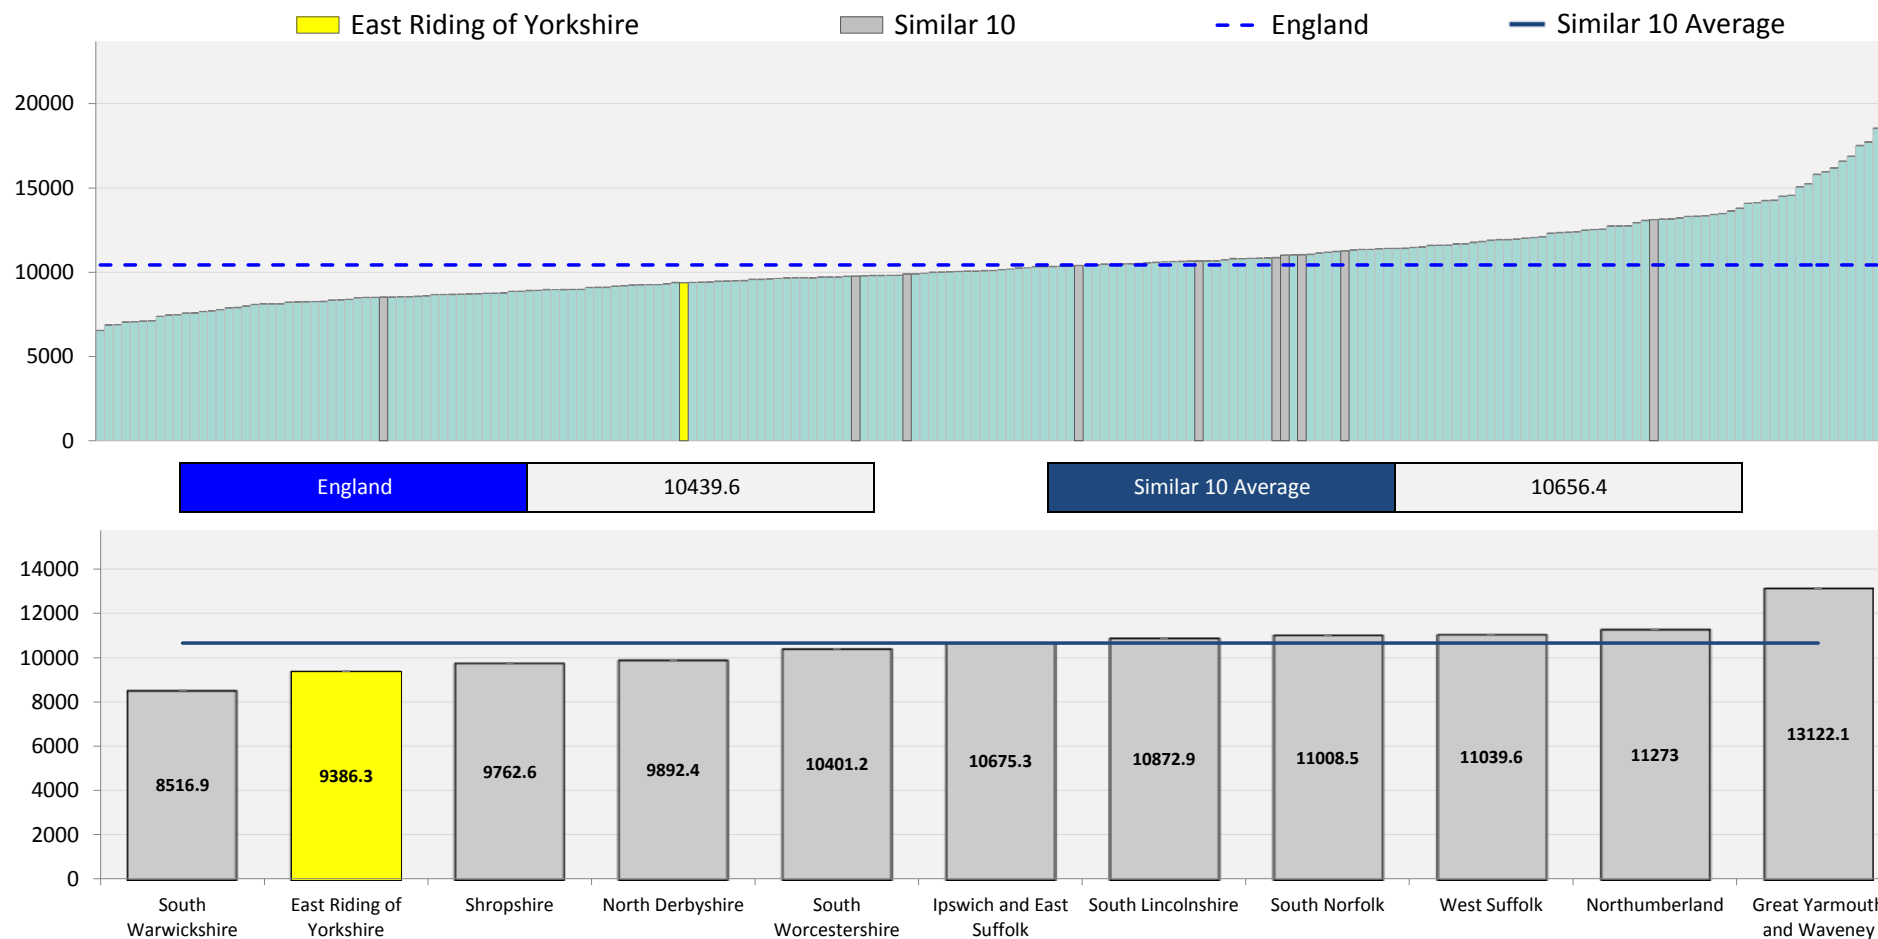 East Riding of Yorkshire Similar 10 England Similar 10 Average
20000
15000
10000
5000
0
England 10439.6 Similar 10 Average 10656.4
14000
12000
10000
8000
6000
4000
2000
0
8516.9 9386.3 9762.6 9892.4 10401.2 10675.3 10872.9 11008.5 11039.6 11273 13122.1
South Warwickshire
East Riding of Yorkshire
Shropshire
North Derbyshire
South Worcestershire
Ipswich and East Suffolk
South Lincolnshire
South Norfolk
West Suffolk
Northumberland
Great Yarmouth and Waveney